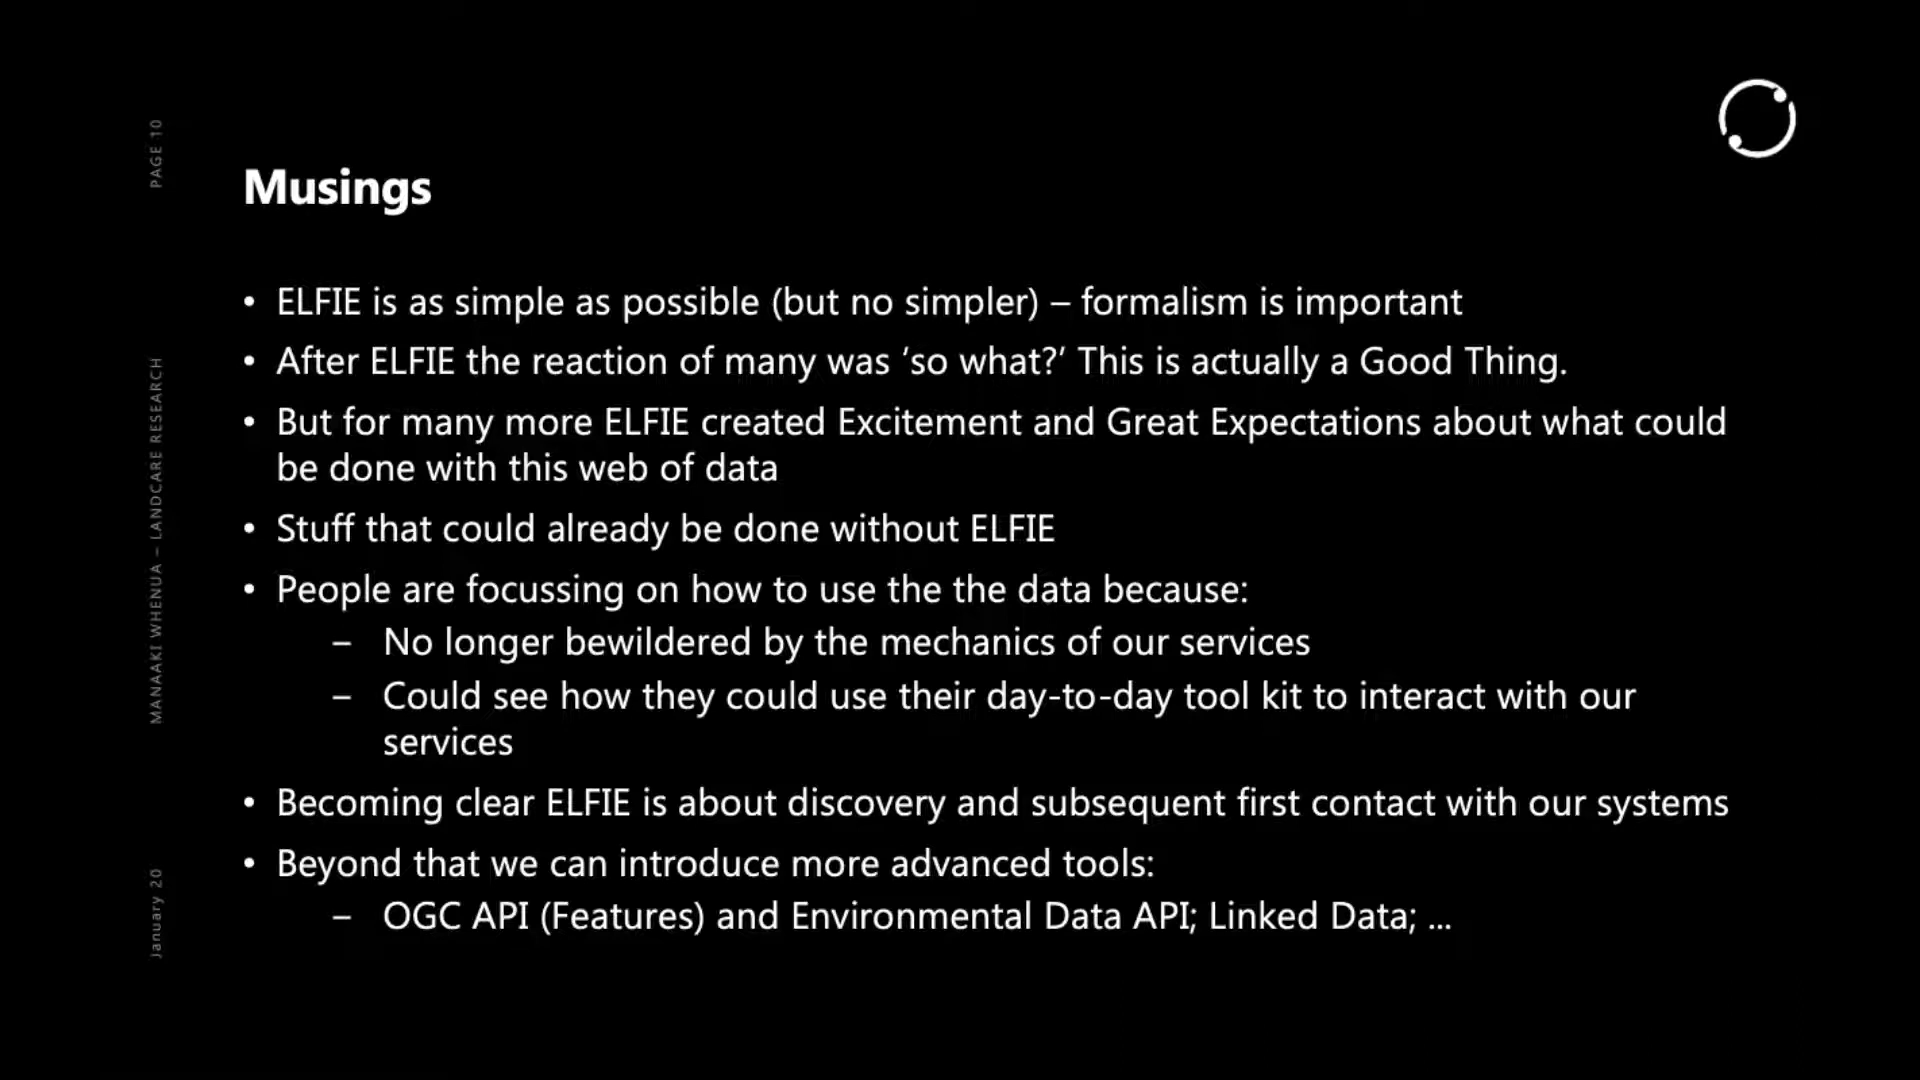 PAGE 10
MANAAKI WHENUA – LANDCARE RESEARCH
January 20
Musings
• ELFIE is as simple as possible (but no simpler) – formalism is important
• After ELFIE the reaction of many was ‘so what?’ This is actually a Good Thing.
• But for many more ELFIE created Excitement and Great Expectations about what could
be done with this web of data
• Stuff that could already be done without ELFIE
• People are focussing on how to use the the data because:
– No longer bewildered by the mechanics of our services
– Could see how they could use their day-to-day tool kit to interact with our
services
• Becoming clear ELFIE is about discovery and subsequent first contact with our systems
• Beyond that we can introduce more advanced tools:
– OGC API (Features) and Environmental Data API; Linked Data; ...